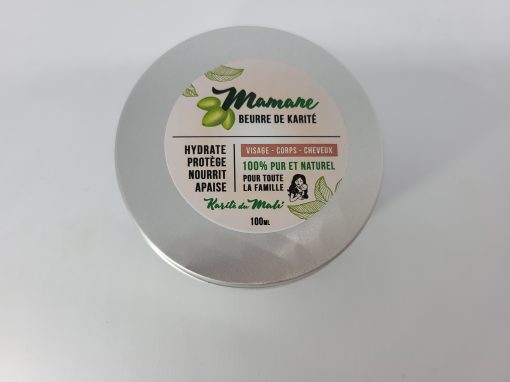 Mamane
BEURRE DE KARITÉ
HYDRATE
PROTÈGE
NOURRIT
APAISE
VISAGE - CORPS - CHEVEUX
100% PUR ET NATUREL
POUR TOUTE
LA FAMILLE
Karité du Mali
100ML